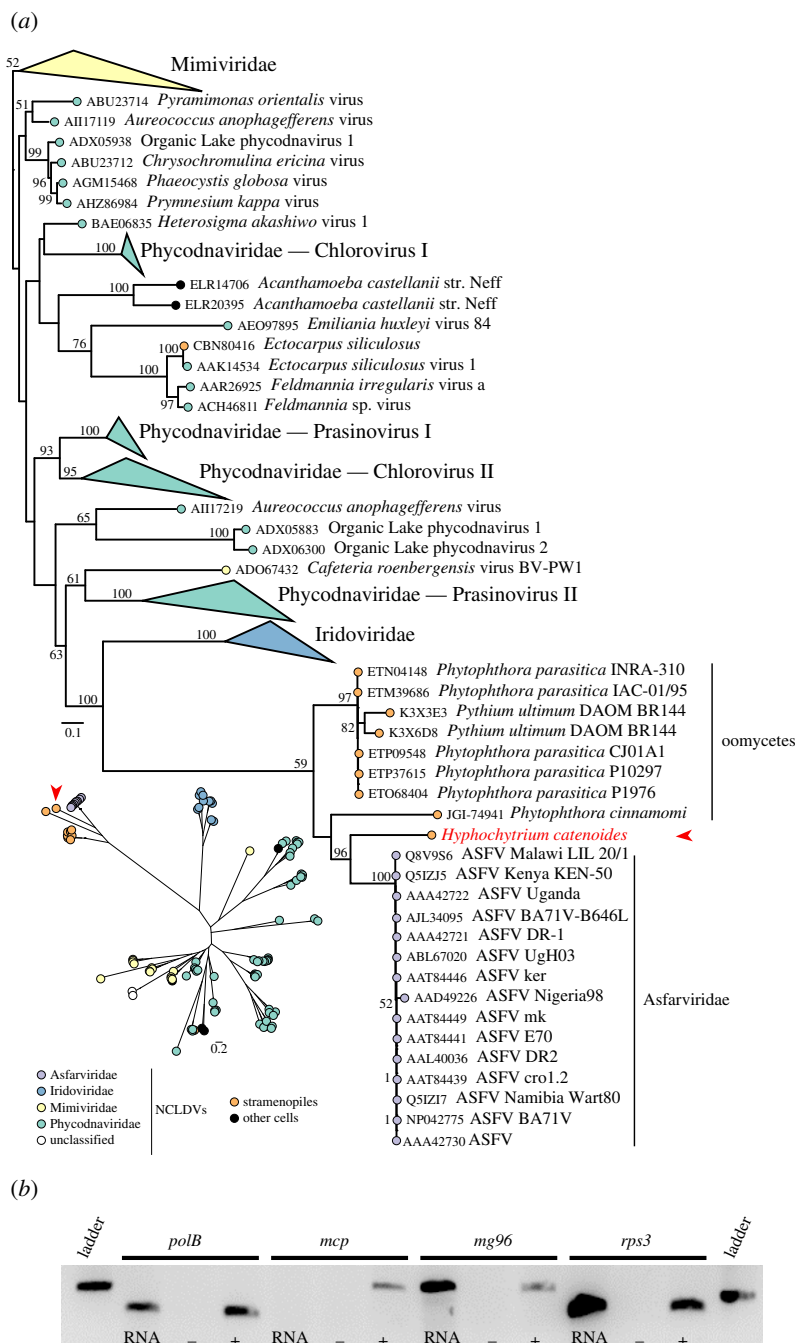 (a)
52
Mimiviridae
51
ABU23714 Pyramimonas orientalis virus
AII17119 Aureococcus anophagefferens virus
99
ADX05938 Organic Lake phycodnavirus 1
ABU23712 Chrysochromulina ericina virus
96
AGM15468 Phaeocystis globosa virus
99
AHZ86984 Prymnesium kappa virus
BAE06835 Heterosigma akashiwo virus 1
100
Phycodnaviridae — Chlorovirus I
100
ELR14706 Acanthamoeba castellanii str. Neff
ELR20395 Acanthamoeba castellanii str. Neff
76
AEO97895 Emiliania huxleyi virus 84
100
CBN80416 Ectocarpus siliculosus
100
AAK14534 Ectocarpus siliculosus virus 1
AAR26925 Feldmannia irregularis virus a
97
ACH46811 Feldmannia sp. virus
93
100
Phycodnaviridae — Prasinovirus I
95
Phycodnaviridae — Chlorovirus II
65
AII17219 Aureococcus anophagefferens virus
100
ADX05883 Organic Lake phycodnavirus 1
ADX06300 Organic Lake phycodnavirus 2
61
ADO67432 Cafeteria roenbergensis virus BV-PW1
100
Phycodnaviridae — Prasinovirus II
63
100
Iridoviridae
100
0.1
59
97
ETN04148 Phytophthora parasitica INRA-310
ETM39686 Phytophthora parasitica IAC-01/95
82
K3X3E3 Pythium ultimum DAOM BR144
K3X6D8 Pythium ultimum DAOM BR144
ETP09548 Phytophthora parasitica CJ01A1
ETP37615 Phytophthora parasitica P10297
ETO68404 Phytophthora parasitica P1976
oomycetes
JGI-74941 Phytophthora cinnamomi
96
Hyphochytrium catenoides
100
Q8V9S6 ASFV Malawi LIL 20/1
Q5IZJ5 ASFV Kenya KEN-50
AAA42722 ASFV Uganda
AJL34095 ASFV BA71V-B646L
AAA42721 ASFV DR-1
ABL67020 ASFV UgH03
AAT84446 ASFV ker
52
AAD49226 ASFV Nigeria98
AAT84449 ASFV mk
AAT84441 ASFV E70
AAL40036 ASFV DR2
1
AAT84439 ASFV cro1.2
Q5IZI7 ASFV Namibia Wart80
1
NP042775 ASFV BA71V
AAA42730 ASFV
Asfarviridae
0.2
Asfarviridae
Iridoviridae
Mimiviridae
Phycodnaviridae
unclassified
NCLDVs
stramenopiles
other cells
(b)
ladder polB mcp mg96 rps3 ladder
RNA – + RNA – + RNA – + RNA – +